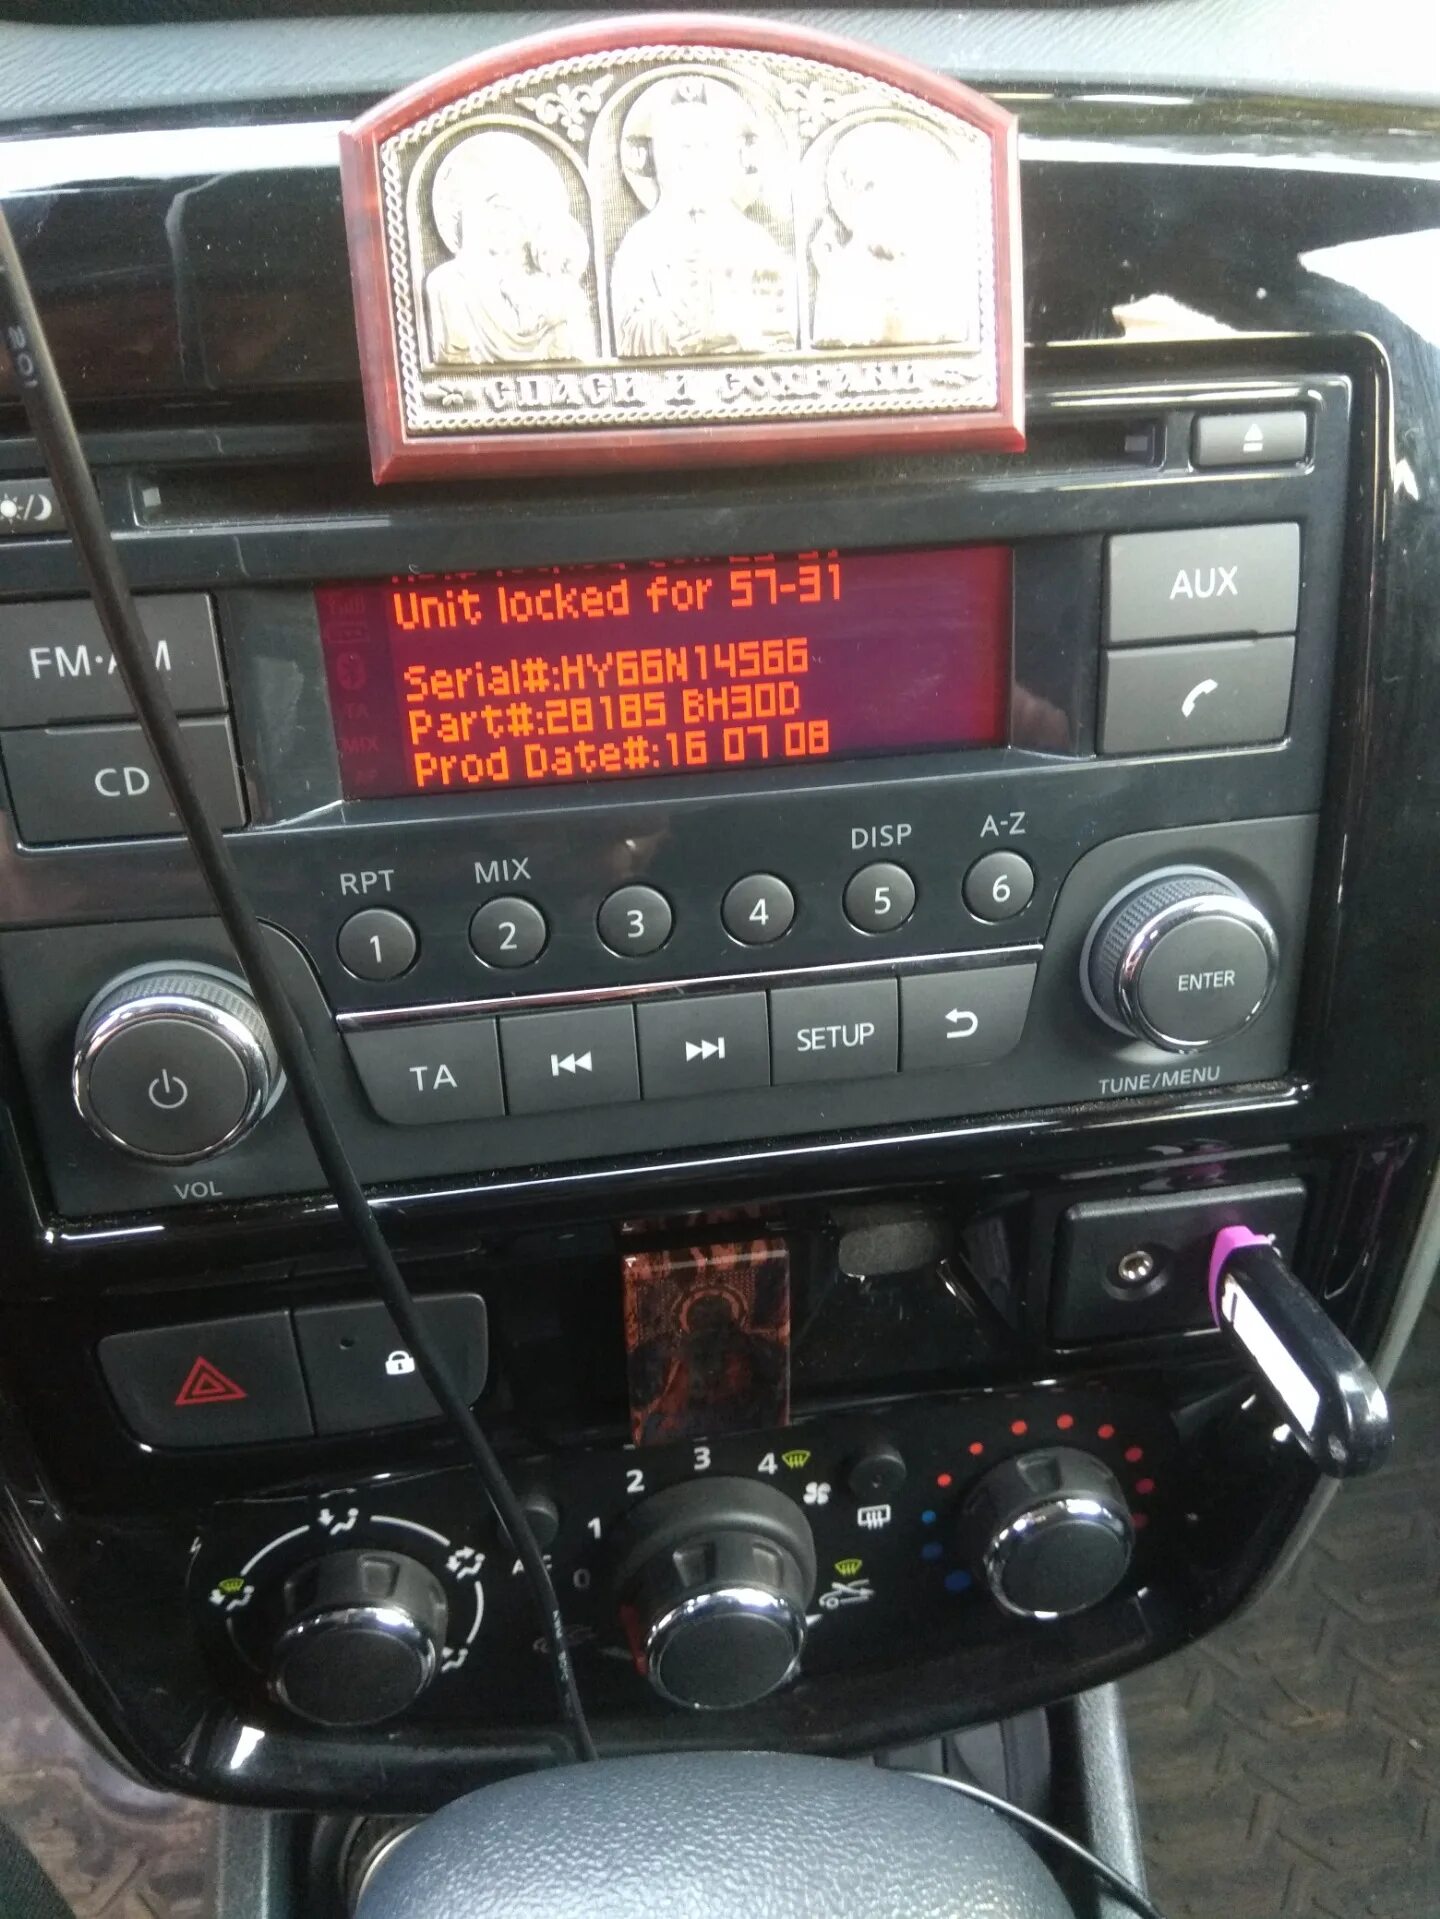 СПАСИ И СОХРАНИ
AUX
FM·AM
CD
Unit locked for 57-31
Serial#:HY66N14566
Part#:28185 BH30D
Prod Date#:16 07 08
RPT
MIX
DISP
A-Z
1
2
3
4
5
6
TA
SETUP
ENTER
VOL
TUNE/MENU
0
1
2
3
4